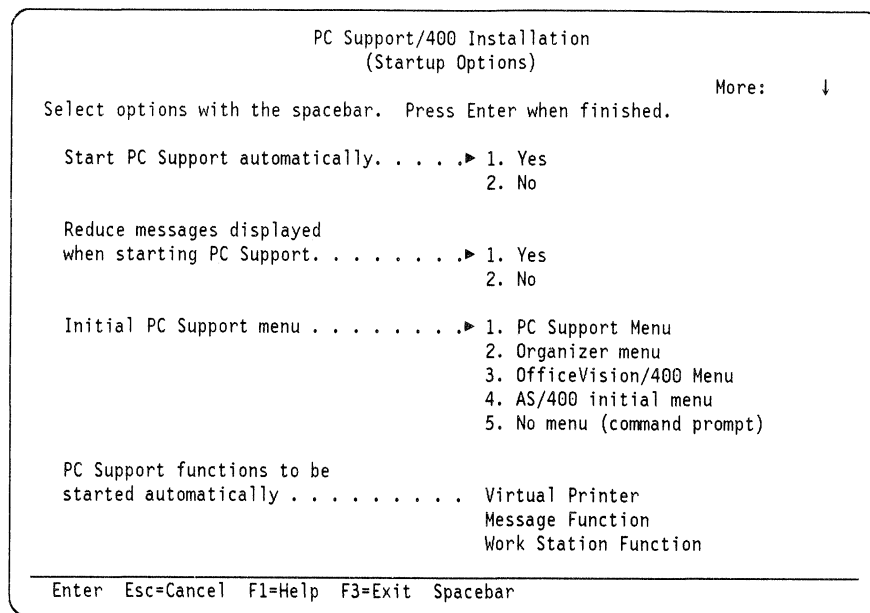 PC Support/400 Installation
(Startup Options)
More: ↓
Select options with the spacebar. Press Enter when finished.
Start PC Support automatically. . . . .► 1. Yes
2. No
Reduce messages displayed
when starting PC Support. . . . . . . .► 1. Yes
2. No
Initial PC Support menu . . . . . . . .► 1. PC Support Menu
2. Organizer menu
3. OfficeVision/400 Menu
4. AS/400 initial menu
5. No menu (command prompt)
PC Support functions to be
started automatically . . . . . . . . . Virtual Printer
Message Function
Work Station Function
Enter Esc=Cancel F1=Help F3=Exit Spacebar